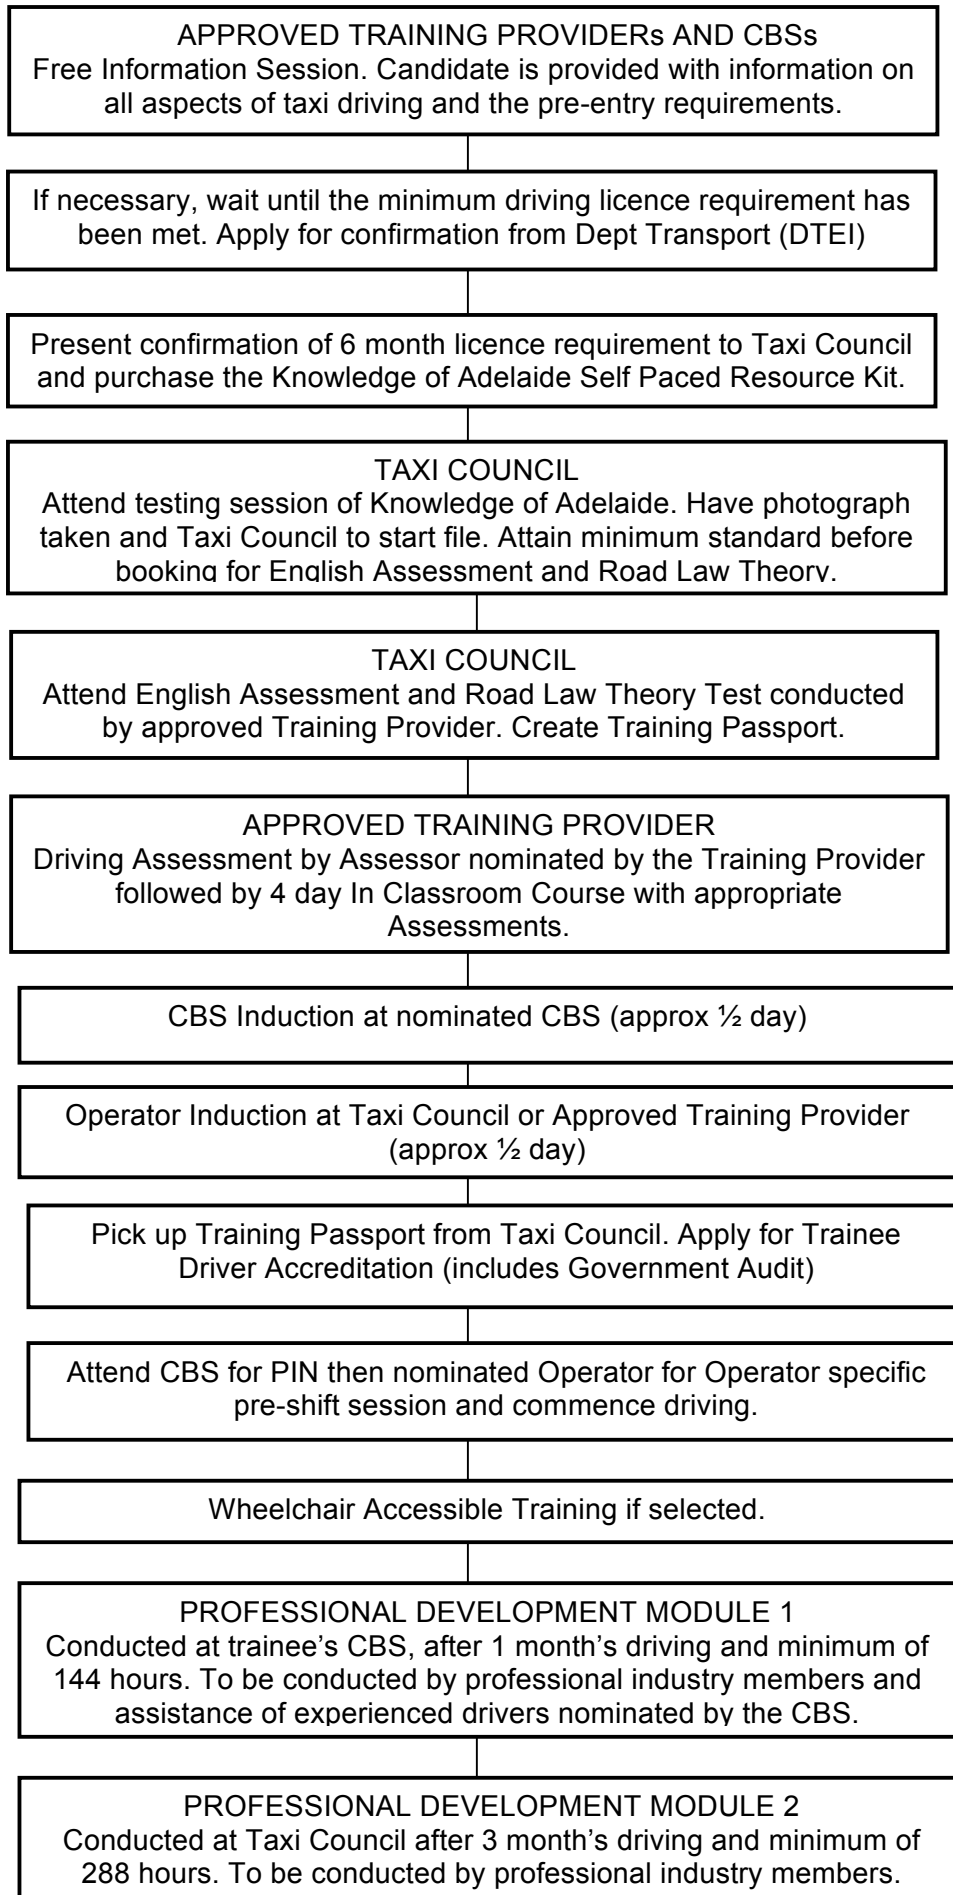 APPROVED TRAINING PROVIDERs AND CBSs
Free Information Session. Candidate is provided with information on
all aspects of taxi driving and the pre-entry requirements.
If necessary, wait until the minimum driving licence requirement has
been met. Apply for confirmation from Dept Transport (DTEI)
Present confirmation of 6 month licence requirement to Taxi Council
and purchase the Knowledge of Adelaide Self Paced Resource Kit.
TAXI COUNCIL
Attend testing session of Knowledge of Adelaide. Have photograph
taken and Taxi Council to start file. Attain minimum standard before
booking for English Assessment and Road Law Theory.
TAXI COUNCIL
Attend English Assessment and Road Law Theory Test conducted
by approved Training Provider. Create Training Passport.
APPROVED TRAINING PROVIDER
Driving Assessment by Assessor nominated by the Training Provider
followed by 4 day In Classroom Course with appropriate
Assessments.
CBS Induction at nominated CBS (approx ½ day)
Operator Induction at Taxi Council or Approved Training Provider
(approx ½ day)
Pick up Training Passport from Taxi Council. Apply for Trainee
Driver Accreditation (includes Government Audit)
Attend CBS for PIN then nominated Operator for Operator specific
pre-shift session and commence driving.
Wheelchair Accessible Training if selected.
PROFESSIONAL DEVELOPMENT MODULE 1
Conducted at trainee's CBS, after 1 month's driving and minimum of
144 hours. To be conducted by professional industry members and
assistance of experienced drivers nominated by the CBS.
PROFESSIONAL DEVELOPMENT MODULE 2
Conducted at Taxi Council after 3 month's driving and minimum of
288 hours. To be conducted by professional industry members.